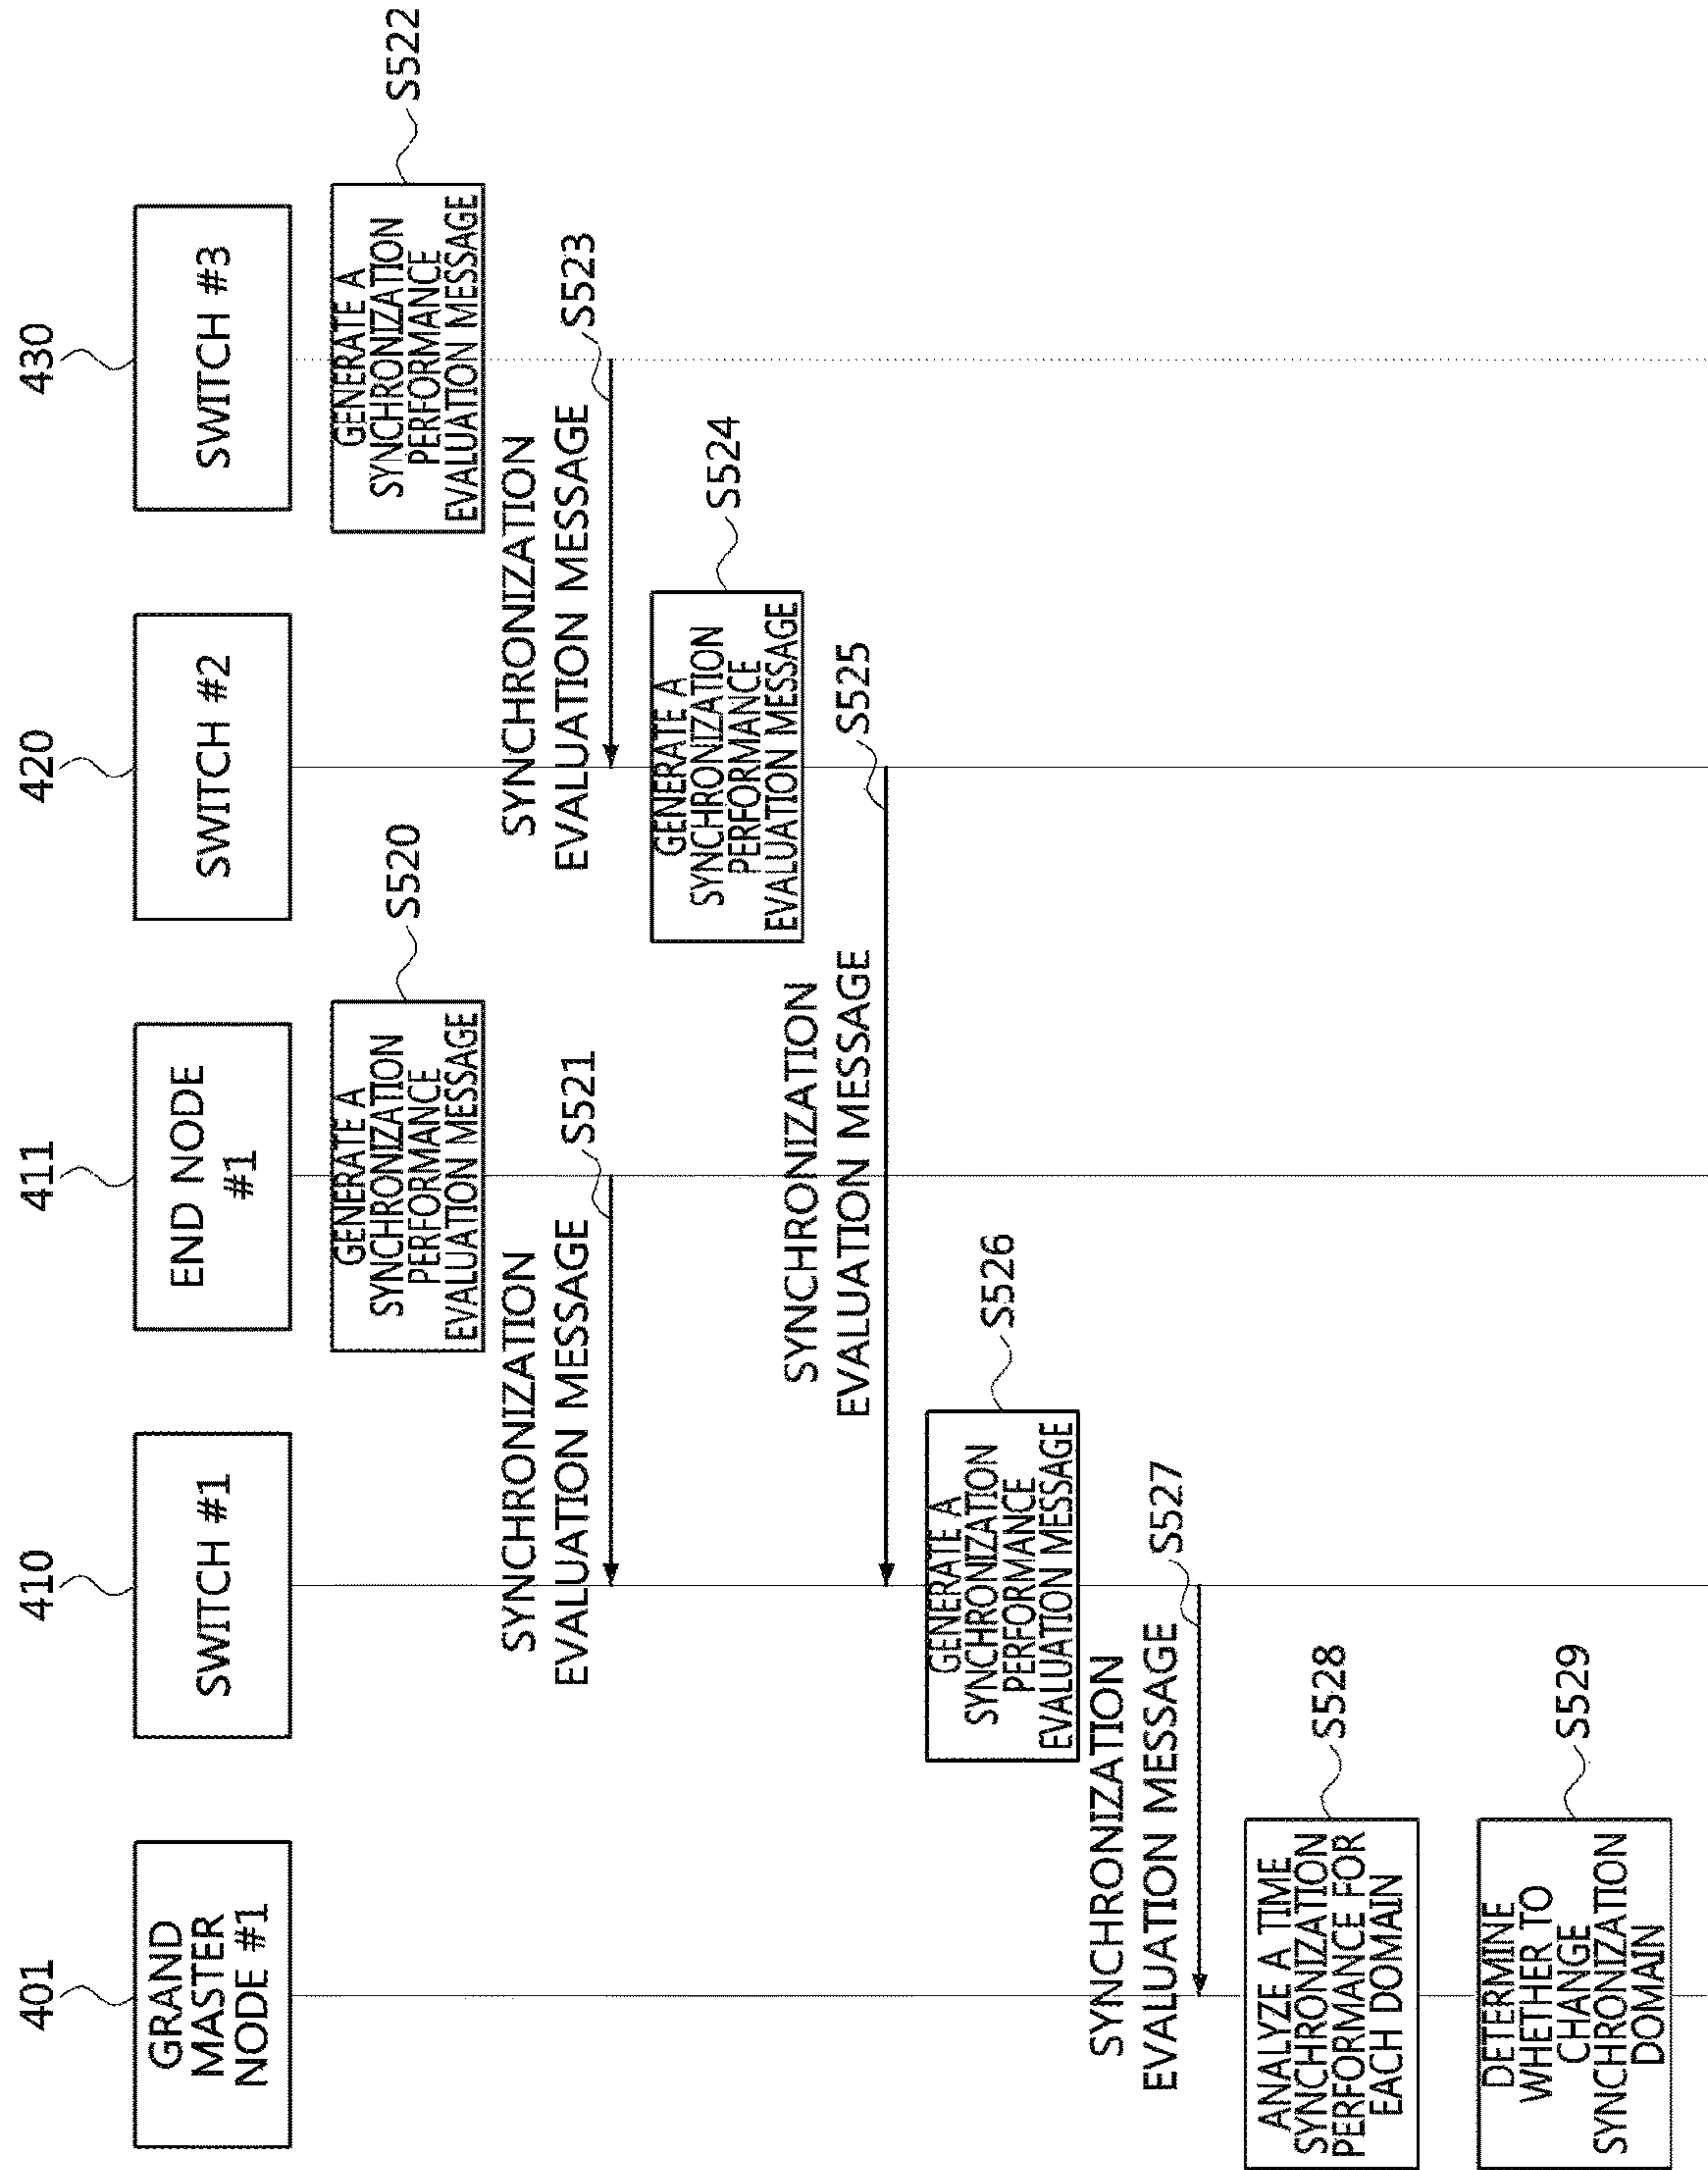 401
410
411
420
430
GRAND
MASTER
NODE #1
SWITCH #1
END NODE
#1
SWITCH #2
SWITCH #3
GENERATE A
SYNCHRONIZATION
PERFORMANCE
EVALUATION MESSAGE
S520
GENERATE A
SYNCHRONIZATION
PERFORMANCE
EVALUATION MESSAGE
S522
SYNCHRONIZATION
EVALUATION MESSAGE
S521
SYNCHRONIZATION
EVALUATION MESSAGE
S523
GENERATE A
SYNCHRONIZATION
PERFORMANCE
EVALUATION MESSAGE
S524
SYNCHRONIZATION
EVALUATION MESSAGE
S525
GENERATE A
SYNCHRONIZATION
PERFORMANCE
EVALUATION MESSAGE
S526
SYNCHRONIZATION
EVALUATION MESSAGE
S527
ANALYZE A TIME
SYNCHRONIZATION
PERFORMANCE FOR
EACH DOMAIN
S528
DETERMINE
WHETHER TO
CHANGE
SYNCHRONIZATION
DOMAIN
S529